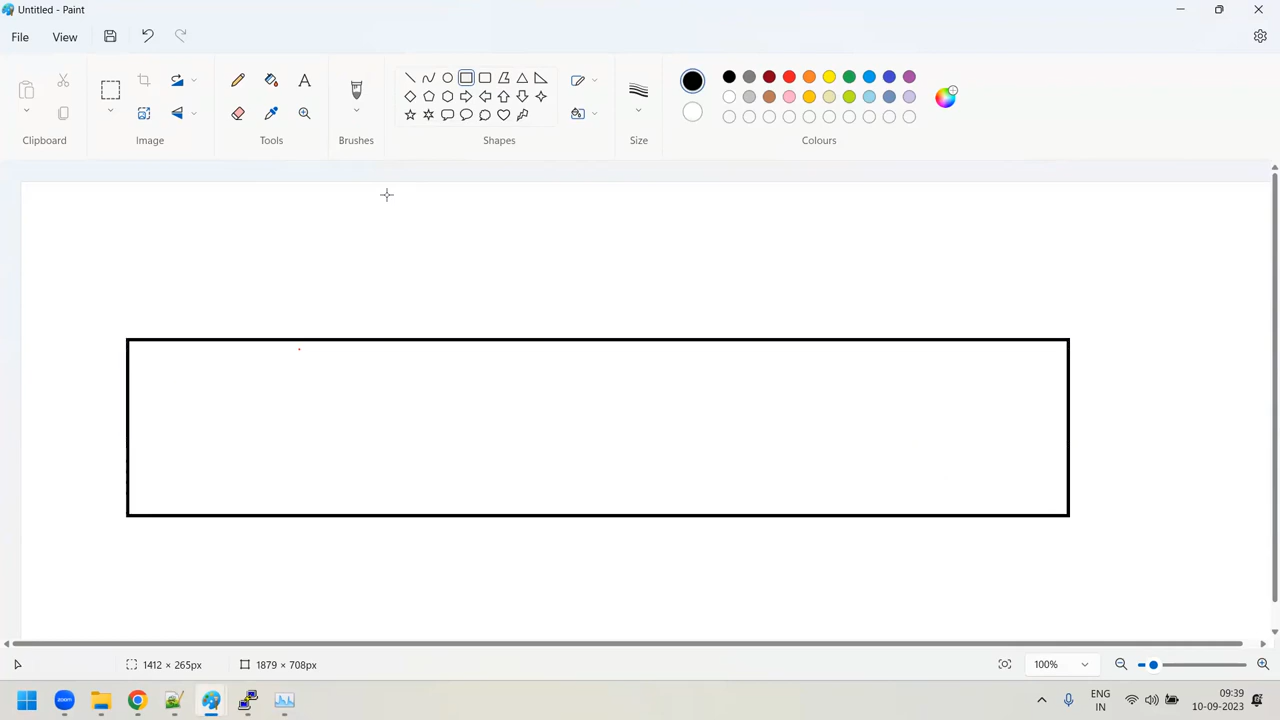 Untitled - Paint
File View
Clipboard Image Tools Brushes Shapes Size Colours
1412 × 265px 1879 × 708px 100%
zoom
ENG
IN
09:39
10-09-2023